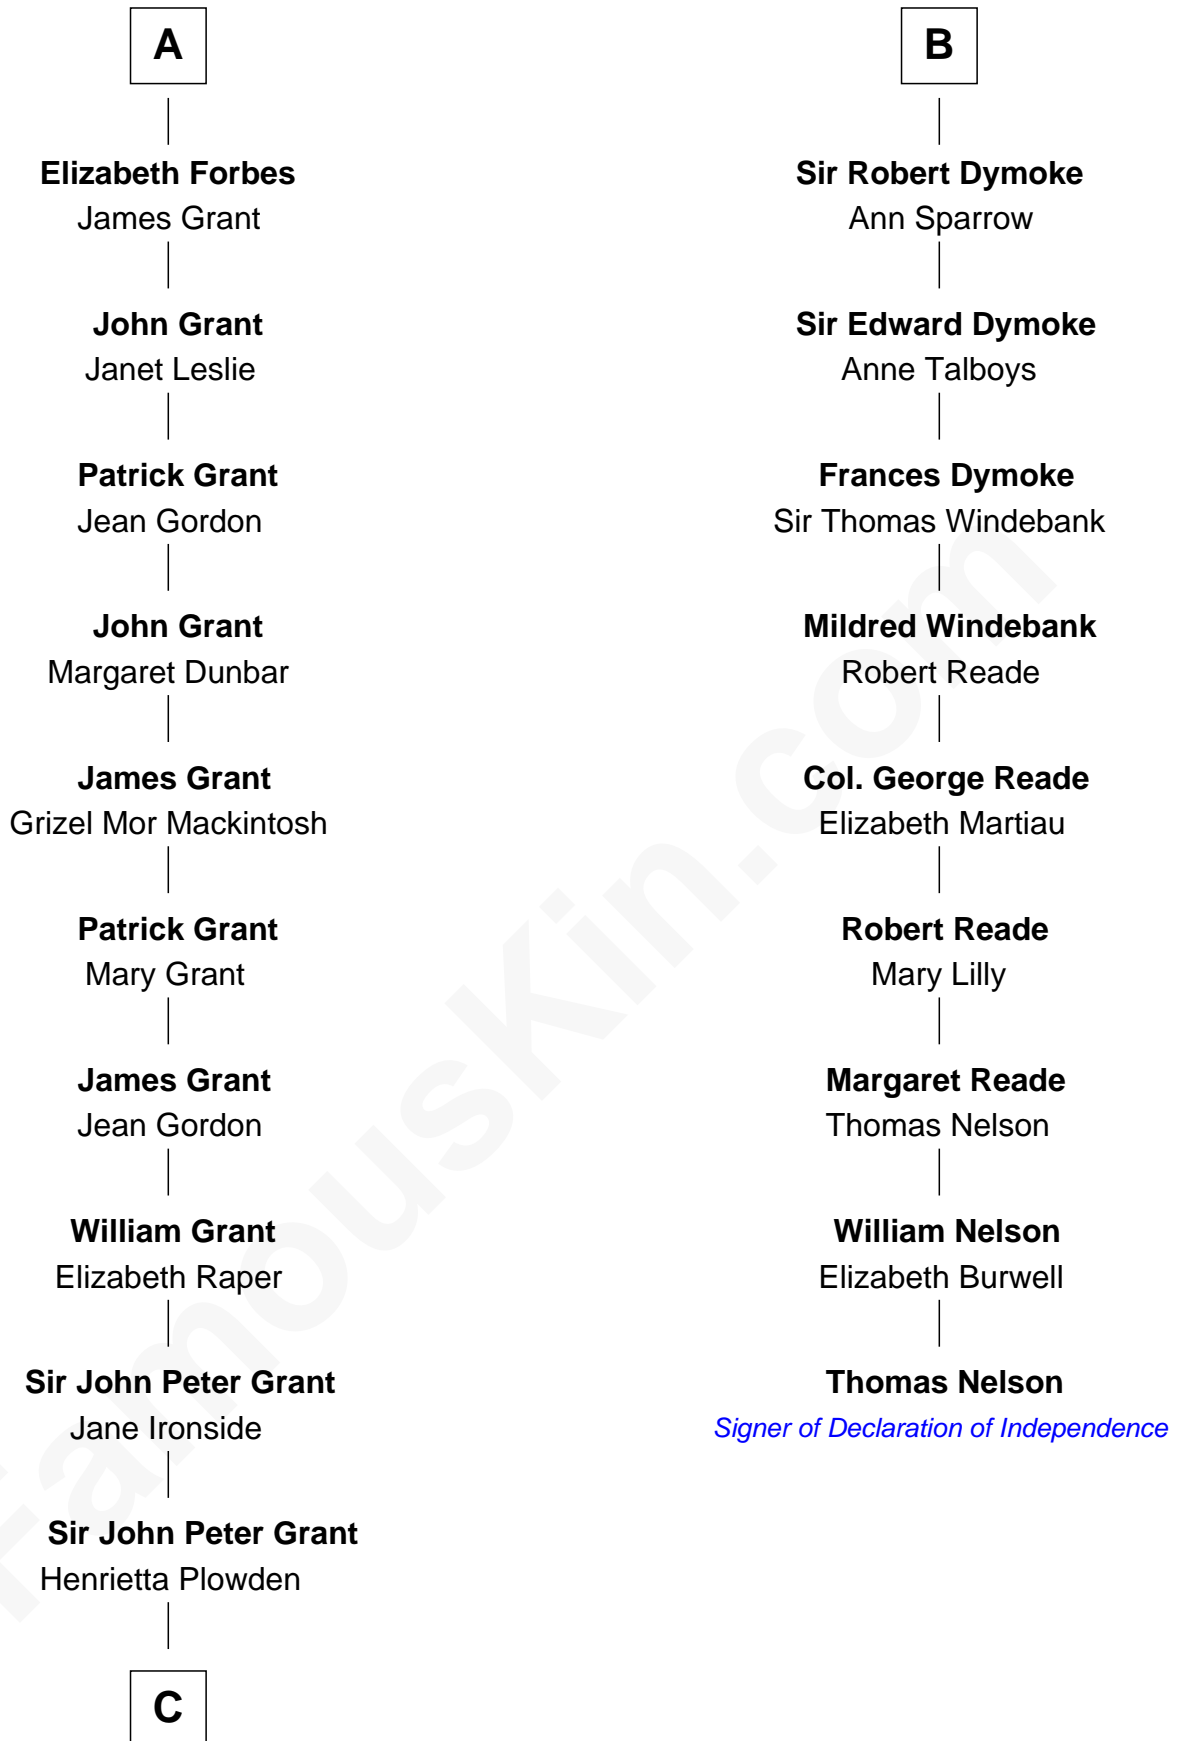 A
Elizabeth Forbes
James Grant
John Grant
Janet Leslie
Patrick Grant
Jean Gordon
John Grant
Margaret Dunbar
James Grant
Grizel Mor Mackintosh
Patrick Grant
Mary Grant
James Grant
Jean Gordon
William Grant
Elizabeth Raper
Sir John Peter Grant
Jane Ironside
Sir John Peter Grant
Henrietta Plowden
C
B
Sir Robert Dymoke
Ann Sparrow
Sir Edward Dymoke
Anne Talboys
Frances Dymoke
Sir Thomas Windebank
Mildred Windebank
Robert Reade
Col. George Reade
Elizabeth Martiau
Robert Reade
Mary Lilly
Margaret Reade
Thomas Nelson
William Nelson
Elizabeth Burwell
Thomas Nelson
Signer of Declaration of Independence
FamousKin.com